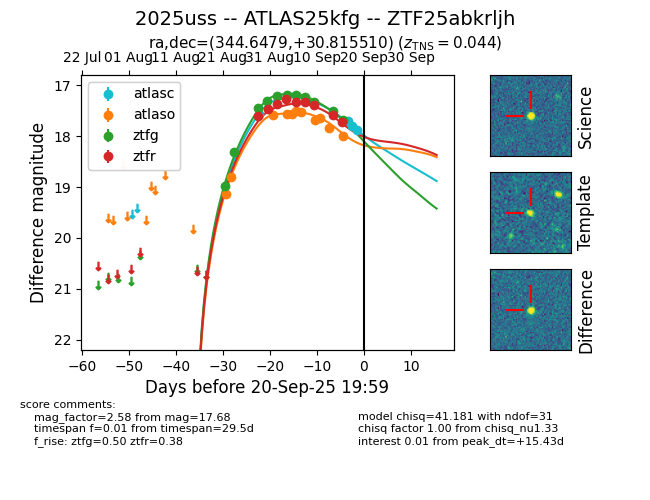 2025uss -- ATLAS25kfg -- ZTF25abkrljh
ra,dec=(344.6479,+30.815510) (z_TNS = 0.044)
22 Jul 01 Aug 11 Aug 21 Aug 31 Aug 10 Sep 20 Sep 30 Sep
atlasc
atlaso
ztfg
ztfr
17
18
19
20
21
22
Difference magnitude
−60 −50 −40 −30 −20 −10 0 10
Days before 20-Sep-25 19:59
Science
Template
Difference
score comments:
mag_factor=2.58 from mag=17.68
timespan f=0.01 from timespan=29.5d
f_rise: ztfg=0.50 ztfr=0.38
model chisq=41.181 with ndof=31
chisq factor 1.00 from chisq_nu1.33
interest 0.01 from peak_dt=+15.43d